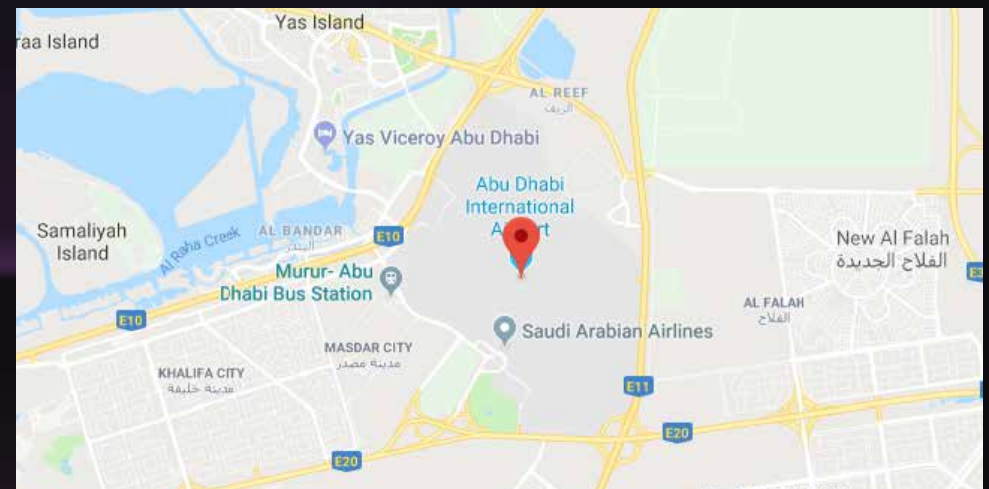 Yas Island
raa Island
AL REEF
الريف
Yas Viceroy Abu Dhabi
Abu Dhabi
International
A rt
Samaliyah
Island
Al Raha Creek
AL BANDAR
البندر
E10
New Al Falah
الفلاح الجديدة
Murur- Abu
Dhabi Bus Station
E10
AL FALAH
الفلاح
Saudi Arabian Airlines
MASDAR CITY
مدينة مصدر
KHALIFA CITY
مدينة خليفة
E11
E20
E20